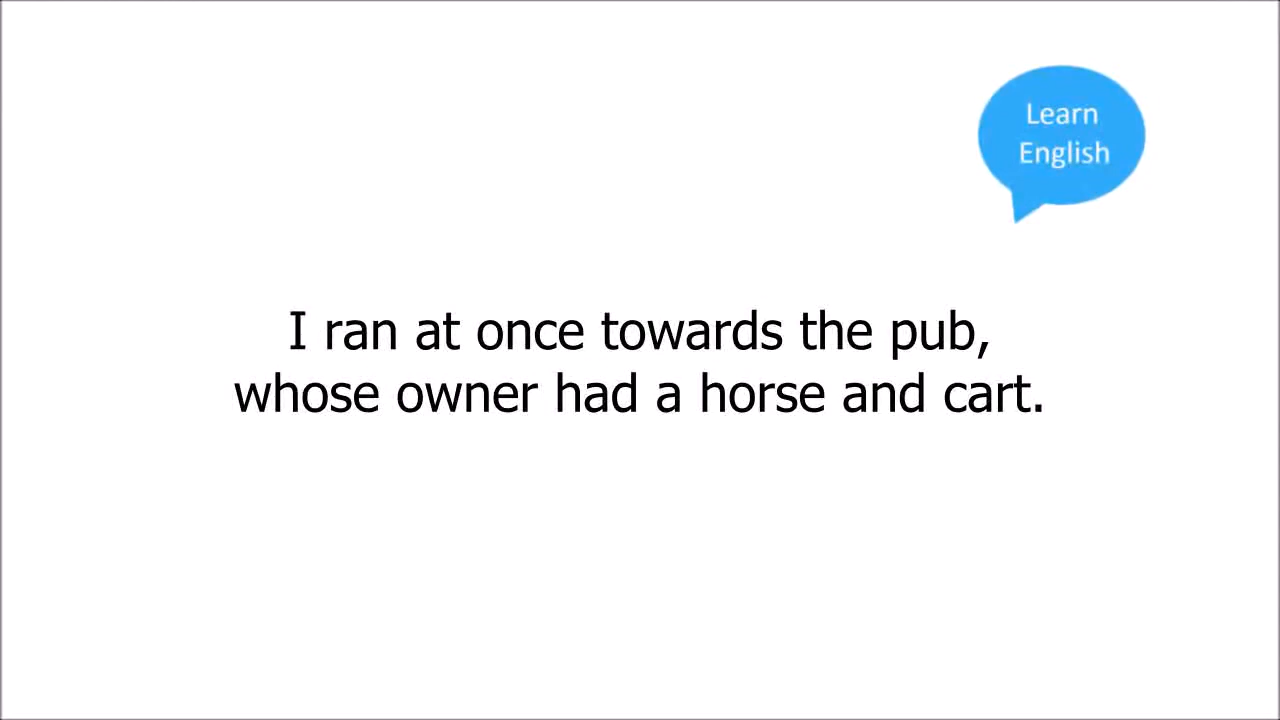 Learn
English
I ran at once towards the pub,
whose owner had a horse and cart.